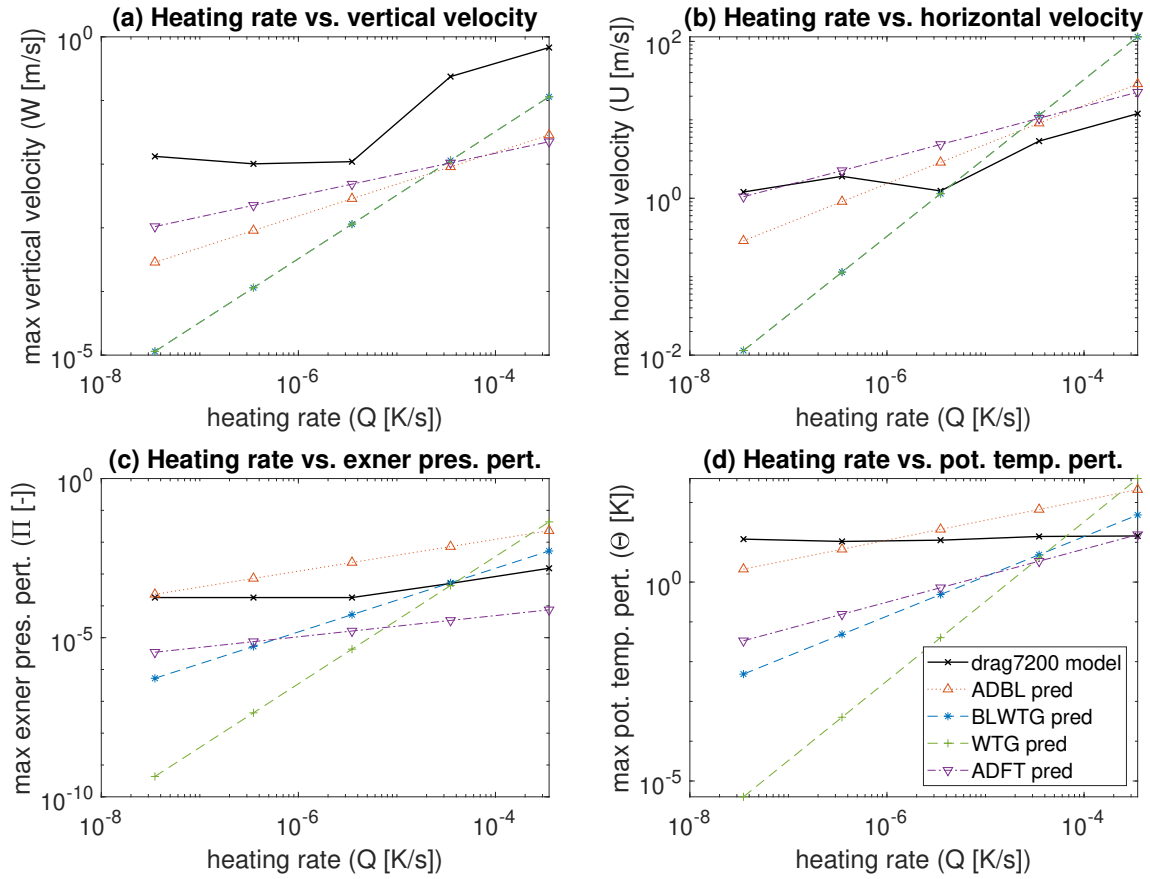 (a) Heating rate vs. vertical velocity
max vertical velocity (W [m/s])
10^0
10^-5
10^-8
10^-6
10^-4
heating rate (Q [K/s])
(b) Heating rate vs. horizontal velocity
max horizontal velocity (U [m/s])
10^2
10^0
10^-2
10^-8
10^-6
10^-4
heating rate (Q [K/s])
(c) Heating rate vs. exner pres. pert.
max exner pres. pert. (Π [-])
10^0
10^-5
10^-10
10^-8
10^-6
10^-4
heating rate (Q [K/s])
(d) Heating rate vs. pot. temp. pert.
max pot. temp. pert. (Θ [K])
10^0
10^-5
10^-8
10^-6
10^-4
heating rate (Q [K/s])
drag7200 model
ADBL pred
BLWTG pred
WTG pred
ADFT pred